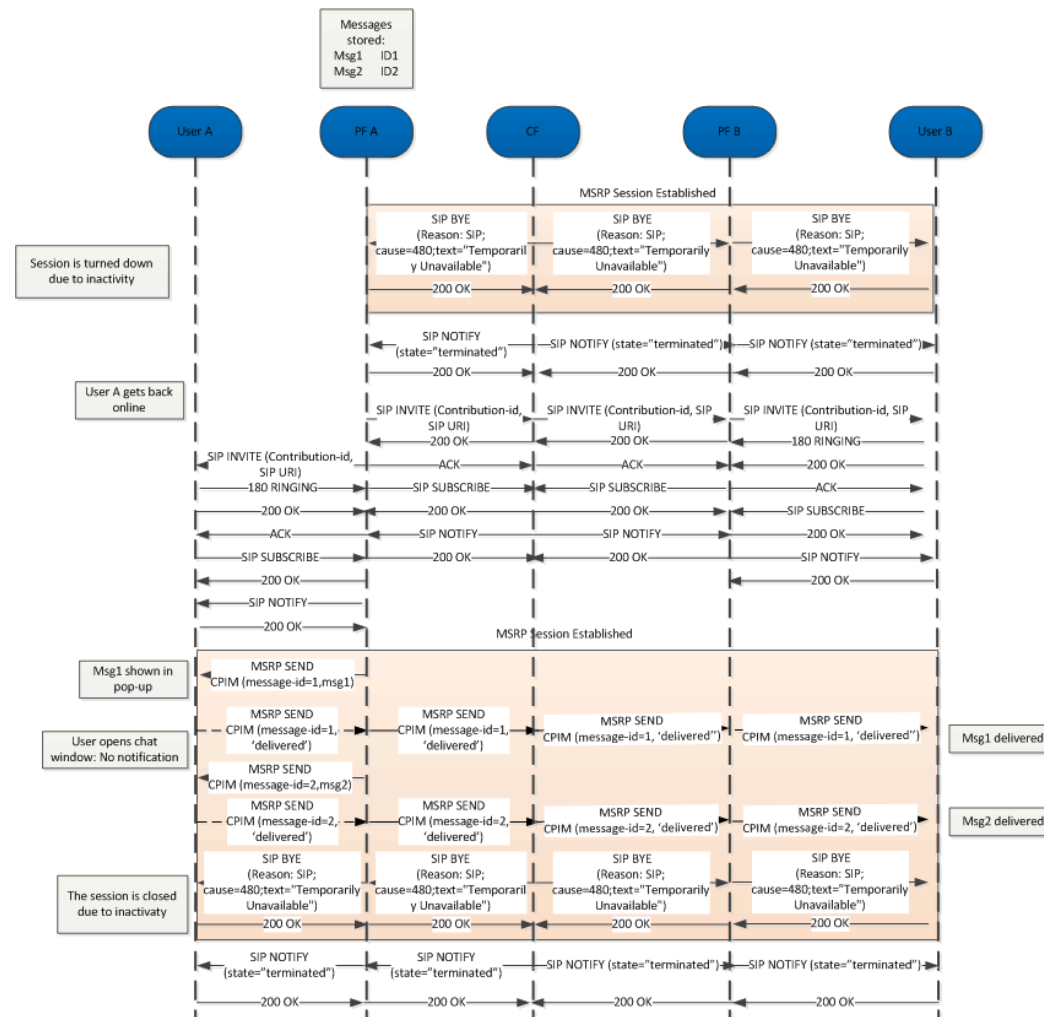 Messages
stored:
Msg1 ID1
Msg2 ID2
User A
PF A
CF
PF B
User B
MSRP Session Established
SIP BYE
(Reason: SIP;
cause=480;text="Temporaril
y Unavailable")
SIP BYE
(Reason: SIP;
cause=480;text="Temporarily
Unavailable")
SIP BYE
(Reason: SIP;
cause=480;text="Temporarily
Unavailable")
Session is turned down
due to inactivity
200 OK
200 OK
200 OK
SIP NOTIFY
(state="terminated")
SIP NOTIFY (state="terminated")
SIP NOTIFY (state="terminated")
200 OK
200 OK
200 OK
User A gets back
online
SIP INVITE (Contribution-id,
SIP URI)
SIP INVITE (Contribution-id, SIP
URI)
SIP INVITE (Contribution-id, SIP
URI)
200 OK
200 OK
180 RINGING
SIP INVITE (Contribution-id,
SIP URI)
ACK
ACK
200 OK
180 RINGING
SIP SUBSCRIBE
SIP SUBSCRIBE
ACK
200 OK
200 OK
200 OK
SIP SUBSCRIBE
ACK
SIP NOTIFY
SIP NOTIFY
200 OK
SIP SUBSCRIBE
200 OK
200 OK
SIP NOTIFY
200 OK
200 OK
SIP NOTIFY
200 OK
MSRP Session Established
Msg1 shown in
pop-up
MSRP SEND
CPIM (message-id=1,msg1)
User opens chat
window: No notification
MSRP SEND
CPIM (message-id=1,
‘delivered’)
MSRP SEND
CPIM (message-id=1,
‘delivered’)
MSRP SEND
CPIM (message-id=1, ‘delivered’’)
MSRP SEND
CPIM (message-id=1, ‘delivered’’)
Msg1 delivered
MSRP SEND
CPIM (message-id=2,msg2)
MSRP SEND
CPIM (message-id=2,
‘delivered’)
MSRP SEND
CPIM (message-id=2,
‘delivered’)
MSRP SEND
CPIM (message-id=2, ‘delivered’)
MSRP SEND
CPIM (message-id=2, ‘delivered’)
Msg2 delivered
The session is closed
due to inactivaty
SIP BYE
(Reason: SIP;
cause=480;text="Temporarily
Unavailable")
SIP BYE
(Reason: SIP;
cause=480;text="Temporaril
y Unavailable")
SIP BYE
(Reason: SIP;
cause=480;text="Temporarily
Unavailable")
SIP BYE
(Reason: SIP;
cause=480;text="Temporarily
Unavailable")
200 OK
200 OK
200 OK
200 OK
SIP NOTIFY
(state="terminated")
SIP NOTIFY
(state="terminated")
SIP NOTIFY (state="terminated")
SIP NOTIFY (state="terminated")
200 OK
200 OK
200 OK
200 OK